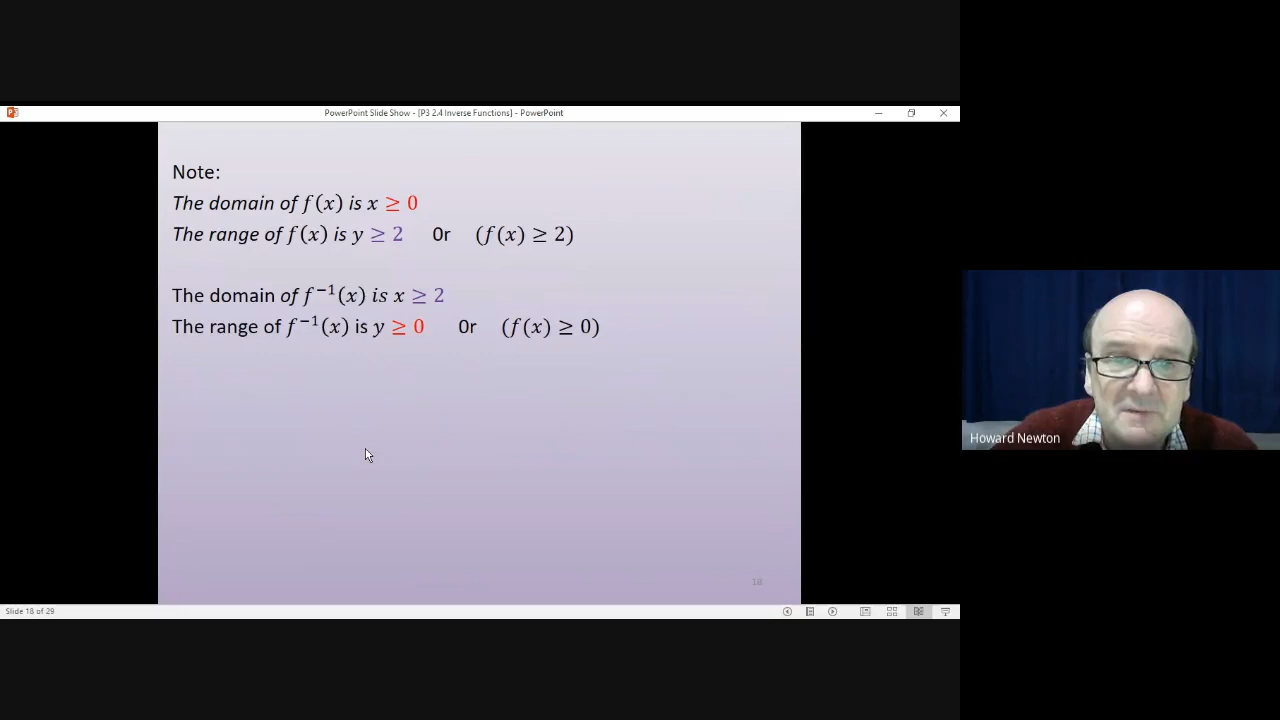 PowerPoint Slide Show - [P3 2.4 Inverse Functions] - PowerPoint
Note:
The domain of f(x) is x ≥ 0
The range of f(x) is y ≥ 2 Or (f(x) ≥ 2)
The domain of f⁻¹(x) is x ≥ 2
The range of f⁻¹(x) is y ≥ 0 Or (f(x) ≥ 0)
Howard Newton
18
Slide 18 of 29